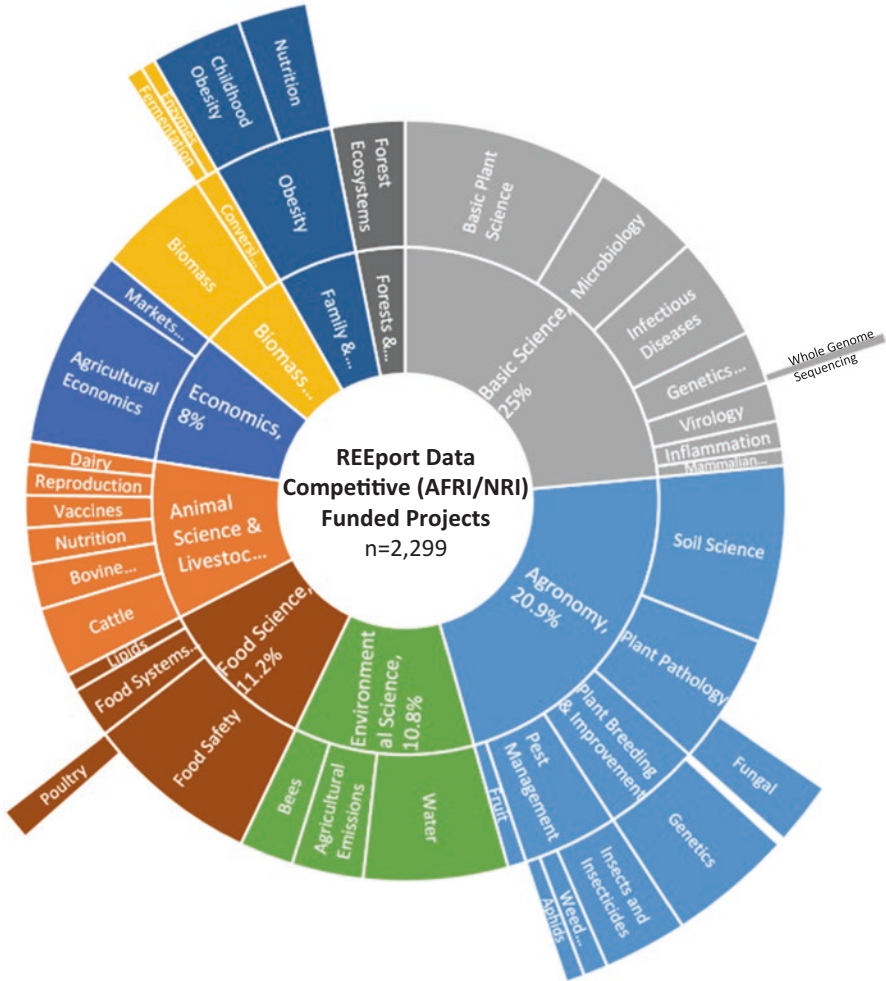 REEport Data
Competitive (AFRI/NRI)
Funded Projects
n=2,299
Basic Science,
25%
Basic Plant
Science
Microbiology
Infectious
Diseases
Genetics...
Whole Genome
Sequencing
Virology
Inflammation
Mammalian...
Agronomy,
20.9%
Soil Science
Plant Pathology
Fungal
Plant Breeding
& Improvement
Genetics
Pest
Management
Insects and
Insecticides
Weed...
Aphids
Fruit
Environment
al Science,
10.8%
Water
Agricultural
Emissions
Bees
Food Science,
11.2%
Food Safety
Poultry
Food Systems...
Lipids
Animal
Science &
Livestoc...
Cattle
Bovine...
Nutrition
Vaccines
Reproduction
Dairy
Economics,
8%
Agricultural
Economics
Markets...
Biomass...
Biomass
Conversi...
Fermentation
Enzymes
Family &...
Obesity
Childhood
Obesity
Nutrition
Forests &...
Forest
Ecosystems